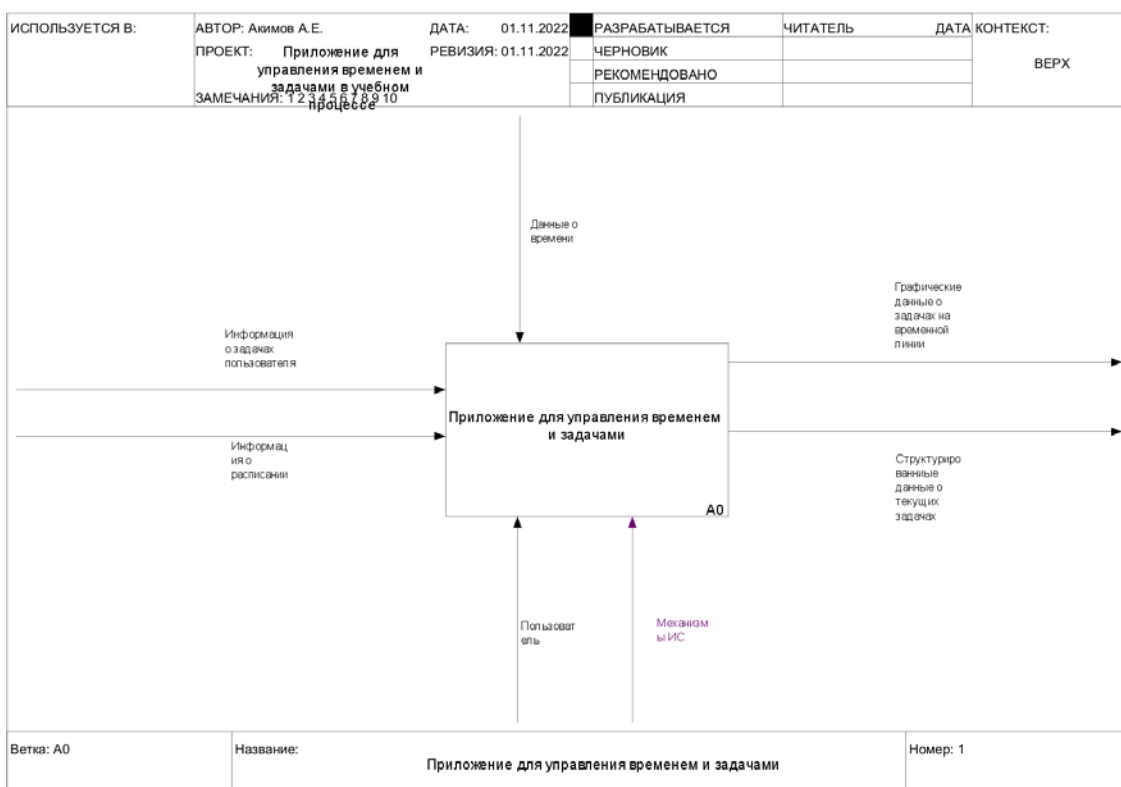 ИСПОЛЬЗУЕТСЯ В:
АВТОР: Акимов А.Е.
ДАТА: 01.11.2022
РАЗРАБАТЫВАЕТСЯ
ЧИТАТЕЛЬ
ДАТА
КОНТЕКСТ:
ПРОЕКТ: Приложение для
управления временем и
задачами в учебном
процессе
РЕВИЗИЯ: 01.11.2022
ЧЕРНОВИК
ВЕРХ
РЕКОМЕНДОВАНО
ЗАМЕЧАНИЯ: 1 2 3 4 5 6 7 8 9 10
ПУБЛИКАЦИЯ
Данные о
времени
Графические
данные о
задачах на
временной
линии
Информация
о задачах
пользователя
Приложение для управления временем
и задачами
A0
Информац
ия о
расписании
Структуриро
ванные
данные о
текущих
задачах
Пользоват
ель
Механизм
ы ИС
Ветка: A0
Название:
Приложение для управления временем и задачами
Номер: 1